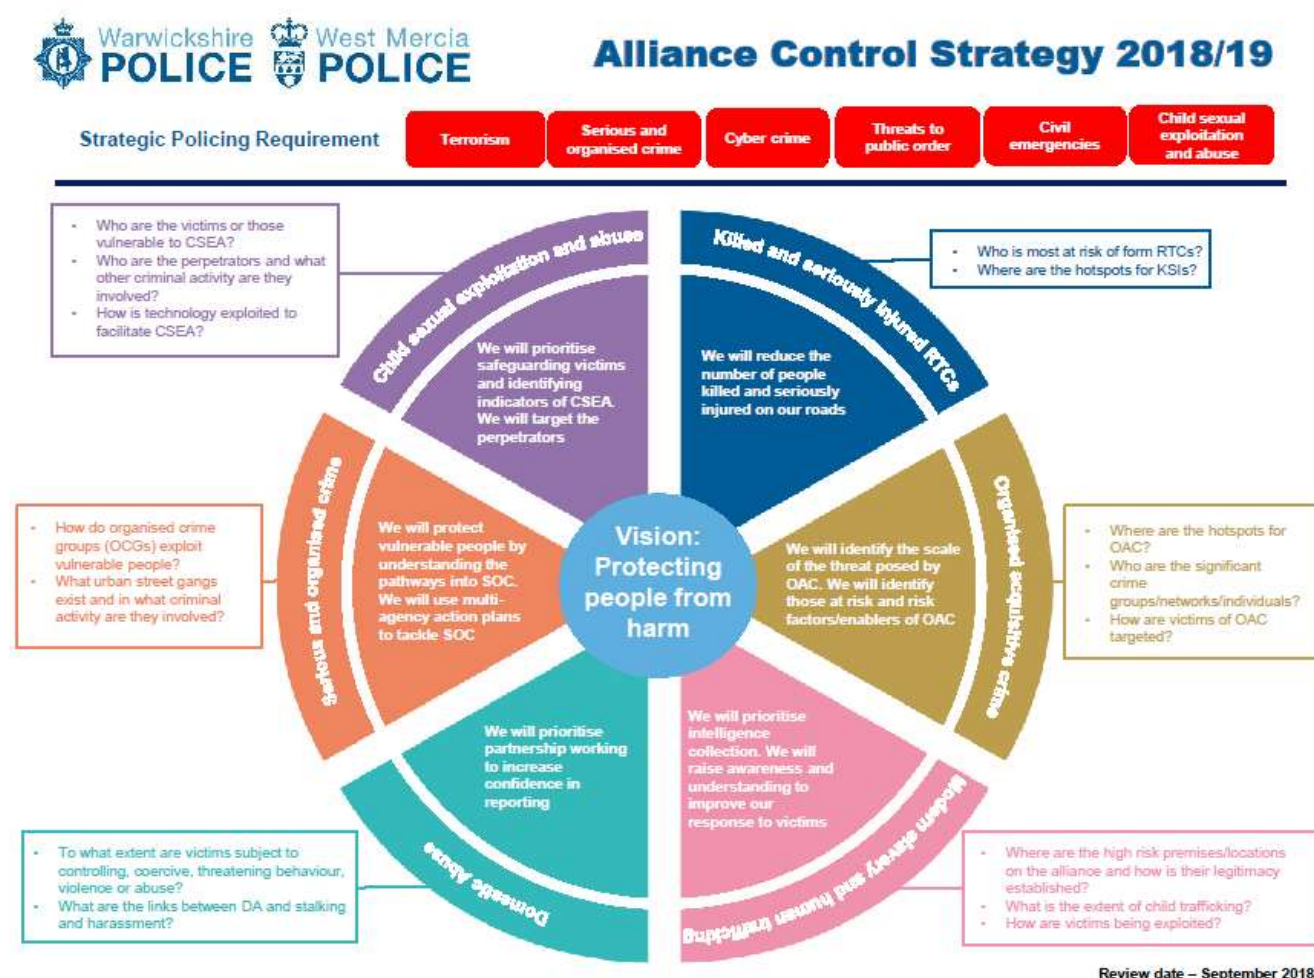 Warwickshire
POLICE
West Mercia
POLICE
Alliance Control Strategy 2018/19
Strategic Policing Requirement
Terrorism
Serious and
organised crime
Cyber crime
Threats to
public order
Civil
emergencies
Child sexual
exploitation
and abuse
• Who are the victims or those
vulnerable to CSEA?
• Who are the perpetrators and what
other criminal activity are they
involved?
• How is technology exploited to
facilitate CSEA?
Child sexual exploitation and abuse
We will prioritise
safeguarding victims
and identifying
indicators of CSEA.
We will target the
perpetrators
Killed and seriously injured RTCs
We will reduce the
number of people
killed and seriously
injured on our roads
• Who is most at risk of form RTCs?
• Where are the hotspots for KSIs?
• How do organised crime
groups (OCGs) exploit
vulnerable people?
• What urban street gangs
exist and in what criminal
activity are they involved?
Serious and organised crime
We will protect
vulnerable people by
understanding the
pathways into SOC.
We will use multi-
agency action plans
to tackle SOC
Vision:
Protecting
people from
harm
We will identify the scale
of the threat posed by
OAC. We will identify
those at risk and risk
factors/enablers of OAC
Organised acquisitive crime
• Where are the hotspots for
OAC?
• Who are the significant
crime
groups/networks/individuals?
• How are victims of OAC
targeted?
We will prioritise
partnership working
to increase
confidence in
reporting
Domestic Abuse
• To what extent are victims subject to
controlling, coercive, threatening behaviour,
violence or abuse?
• What are the links between DA and stalking
and harassment?
We will prioritise
intelligence
collection. We will
raise awareness and
understanding to
improve our
response to victims
Modern slavery and human trafficking
• Where are the high risk premises/locations
on the alliance and how is their legitimacy
established?
• What is the extent of child trafficking?
• How are victims being exploited?
Review date – September 2018